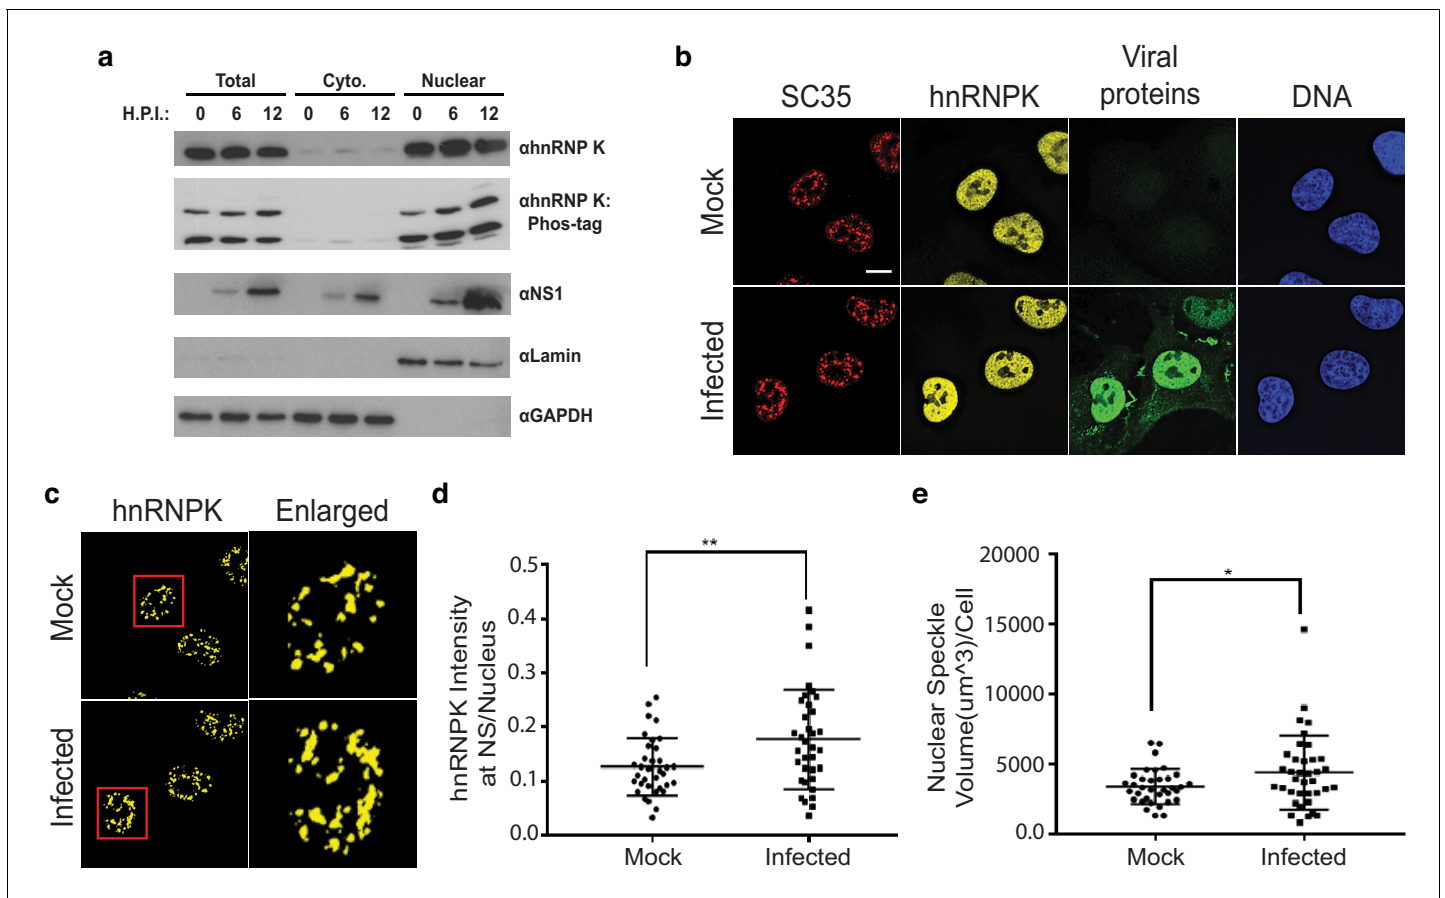 a
Total Cyto. Nuclear
H.P.I.: 0 6 12 0 6 12 0 6 12
αhnRNP K
αhnRNP K:
Phos-tag
αNS1
αLamin
αGAPDH
b
SC35 hnRNPK Viral
proteins DNA
Mock
Infected
c
hnRNPK Enlarged
Mock
Infected
d
hnRNPK Intensity
at NS/Nucleus
0.5
0.4
0.3
0.2
0.1
0.0
**
Mock Infected
e
Nuclear Speckle
Volume(um^3)/Cell
20000
15000
10000
5000
0.0
*
Mock Infected